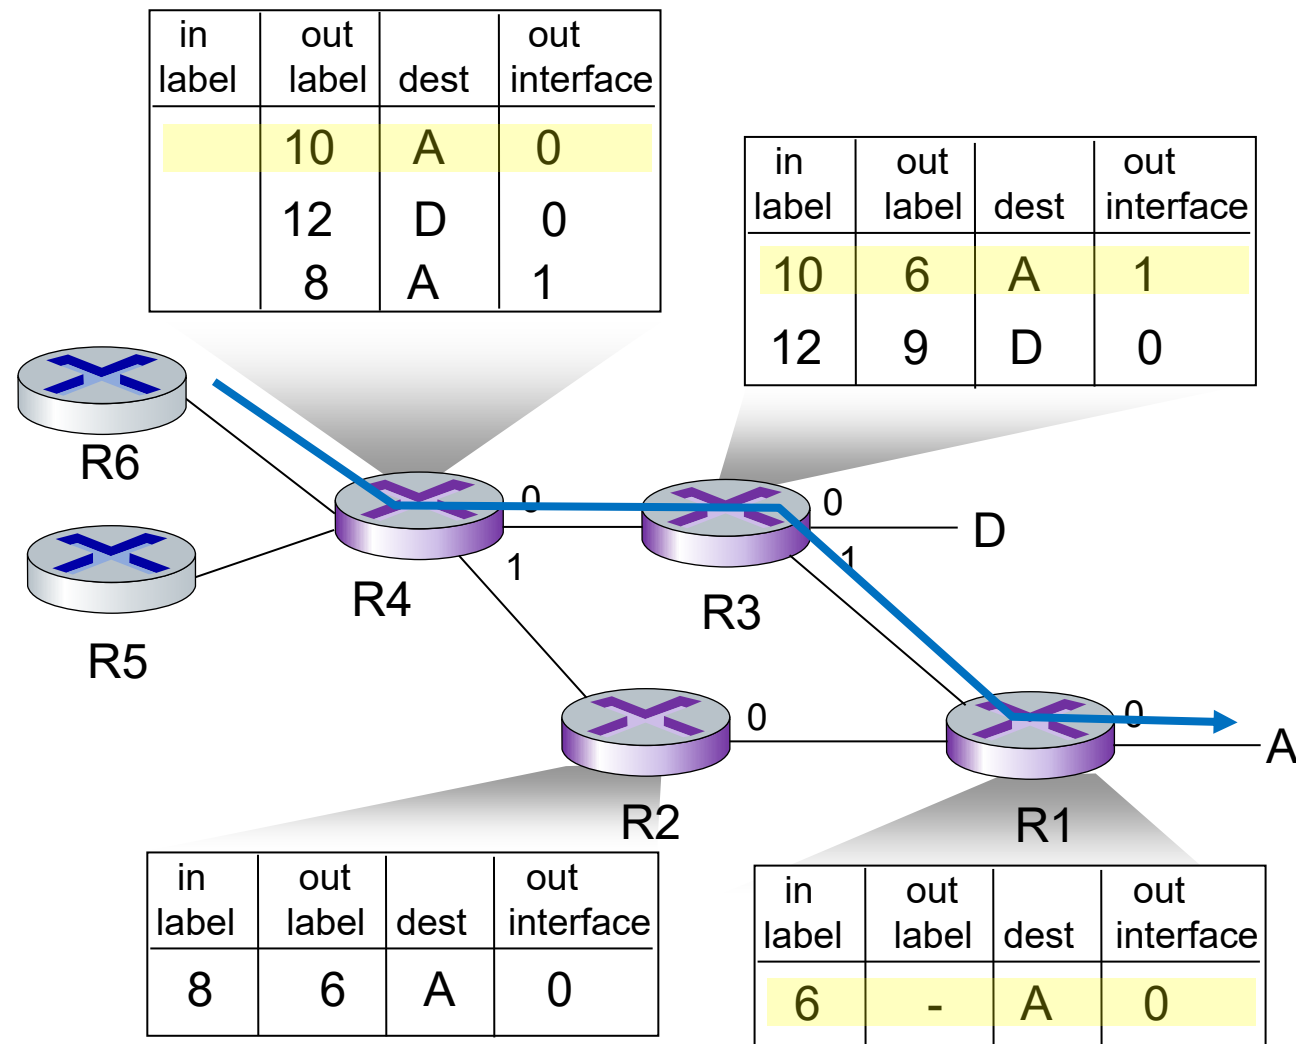 in out out
label label dest interface
10 A 0
12 D 0
8 A 1
in out out
label label dest interface
10 6 A 1
12 9 D 0
R6
R5
0
1
R4
0
1
D
R3
0
R2
0
A
R1
in out out
label label dest interface
8 6 A 0
in out out
label label dest interface
6 - A 0